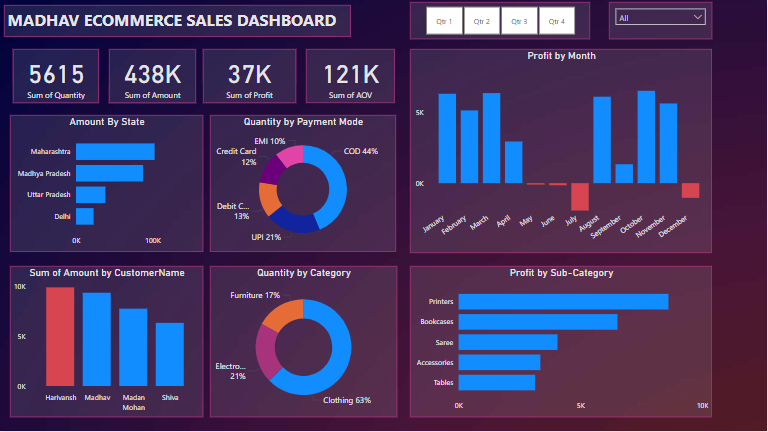 MADHAV ECOMMERCE SALES DASHBOARD
Qtr 1
Qtr 2
Qtr 3
Qtr 4
All
5615
Sum of Quantity
438K
Sum of Amount
37K
Sum of Profit
121K
Sum of AOV
Amount By State
Maharashtra
Madhya Pradesh
Uttar Pradesh
Delhi
0K
100K
Quantity by Payment Mode
EMI 10%
Credit Card
12%
COD 44%
Debit C...
13%
UPI 21%
Profit by Month
5K
0K
January
February
March
April
May
June
July
August
September
October
November
December
Sum of Amount by CustomerName
10K
5K
0K
Harivansh
Madhav
Madan
Mohan
Shiva
Quantity by Category
Furniture 17%
Electro...
21%
Clothing 63%
Profit by Sub-Category
Printers
Bookcases
Saree
Accessories
Tables
0K
5K
10K